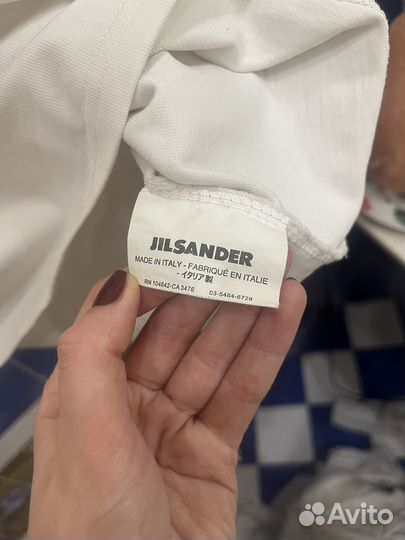 JILSANDER
MADE IN ITALY - FABRIQUÉ EN ITALIE
- イタリア製
RN 104642-CA 3476 03-5464-6729
Avito